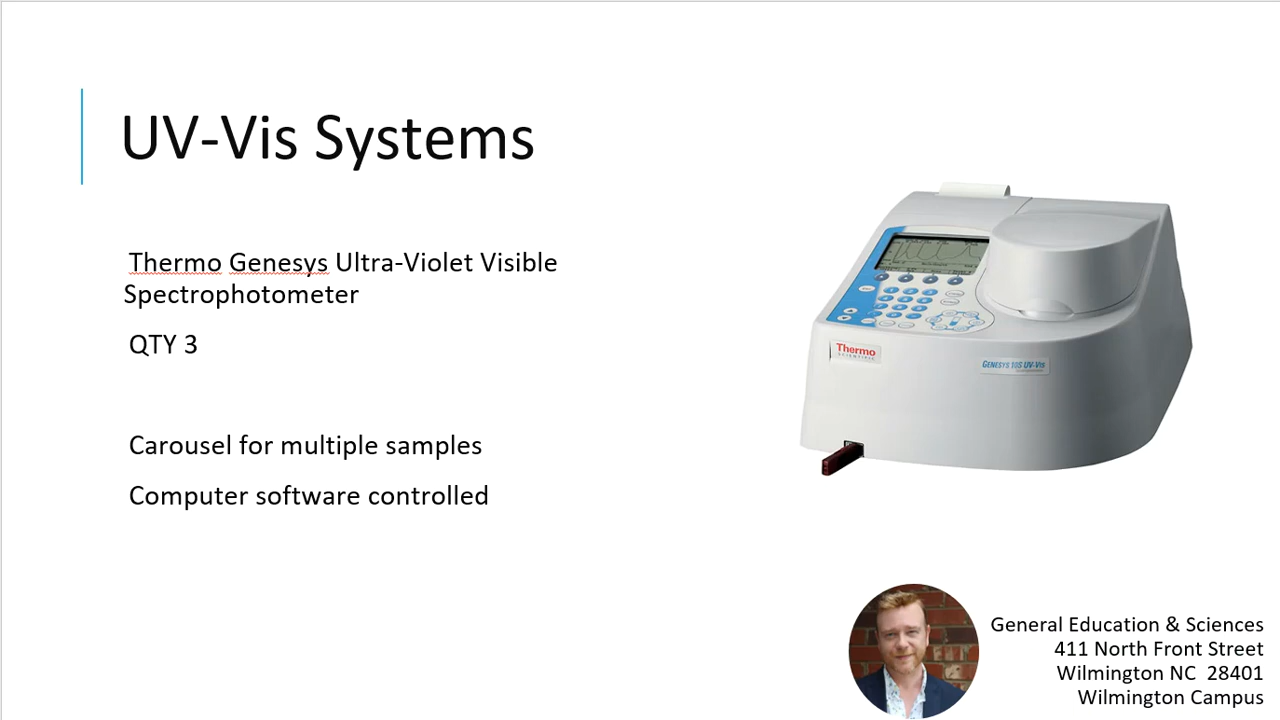 UV-Vis Systems
Thermo Genesys Ultra-Violet Visible
Spectrophotometer
QTY 3
Carousel for multiple samples
Computer software controlled
Thermo
SCIENTIFIC
GENESYS 10S UV-Vis
General Education & Sciences
411 North Front Street
Wilmington NC  28401
Wilmington Campus